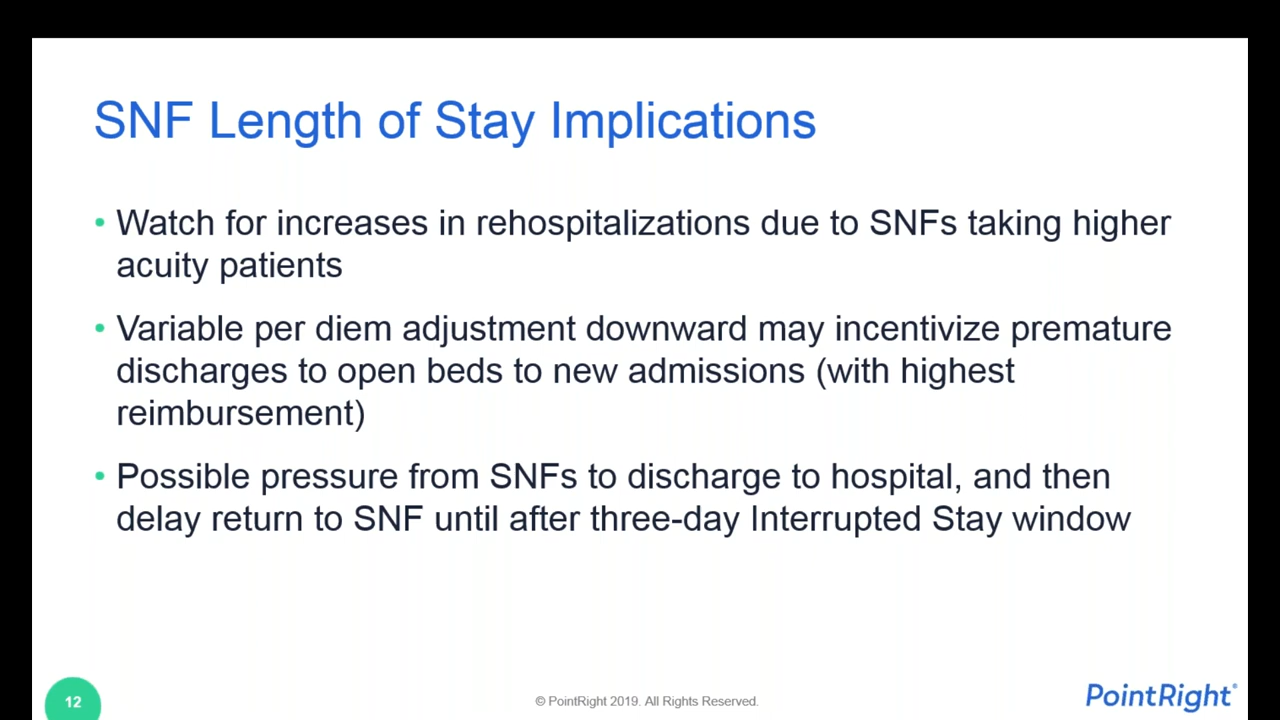 SNF Length of Stay Implications
• Watch for increases in rehospitalizations due to SNFs taking higher
acuity patients
• Variable per diem adjustment downward may incentivize premature
discharges to open beds to new admissions (with highest
reimbursement)
• Possible pressure from SNFs to discharge to hospital, and then
delay return to SNF until after three-day Interrupted Stay window
12
© PointRight 2019. All Rights Reserved.
PointRight®